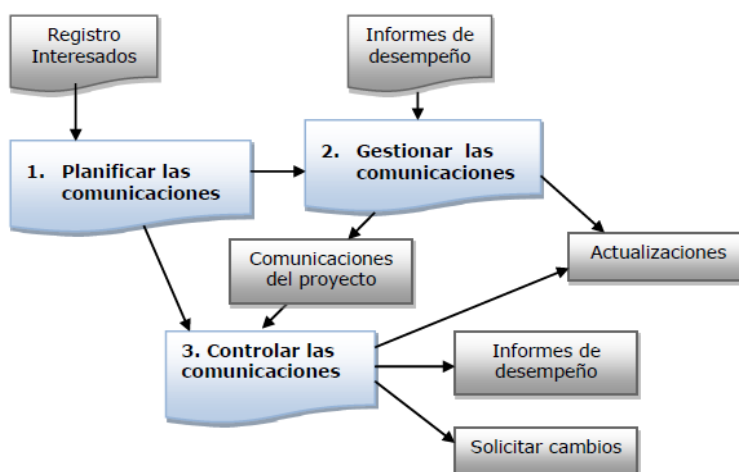 Registro
Interesados
Informes de
desempeño
1. Planificar las
comunicaciones
2. Gestionar las
comunicaciones
Comunicaciones
del proyecto
Actualizaciones
3. Controlar las
comunicaciones
Informes de
desempeño
Solicitar cambios